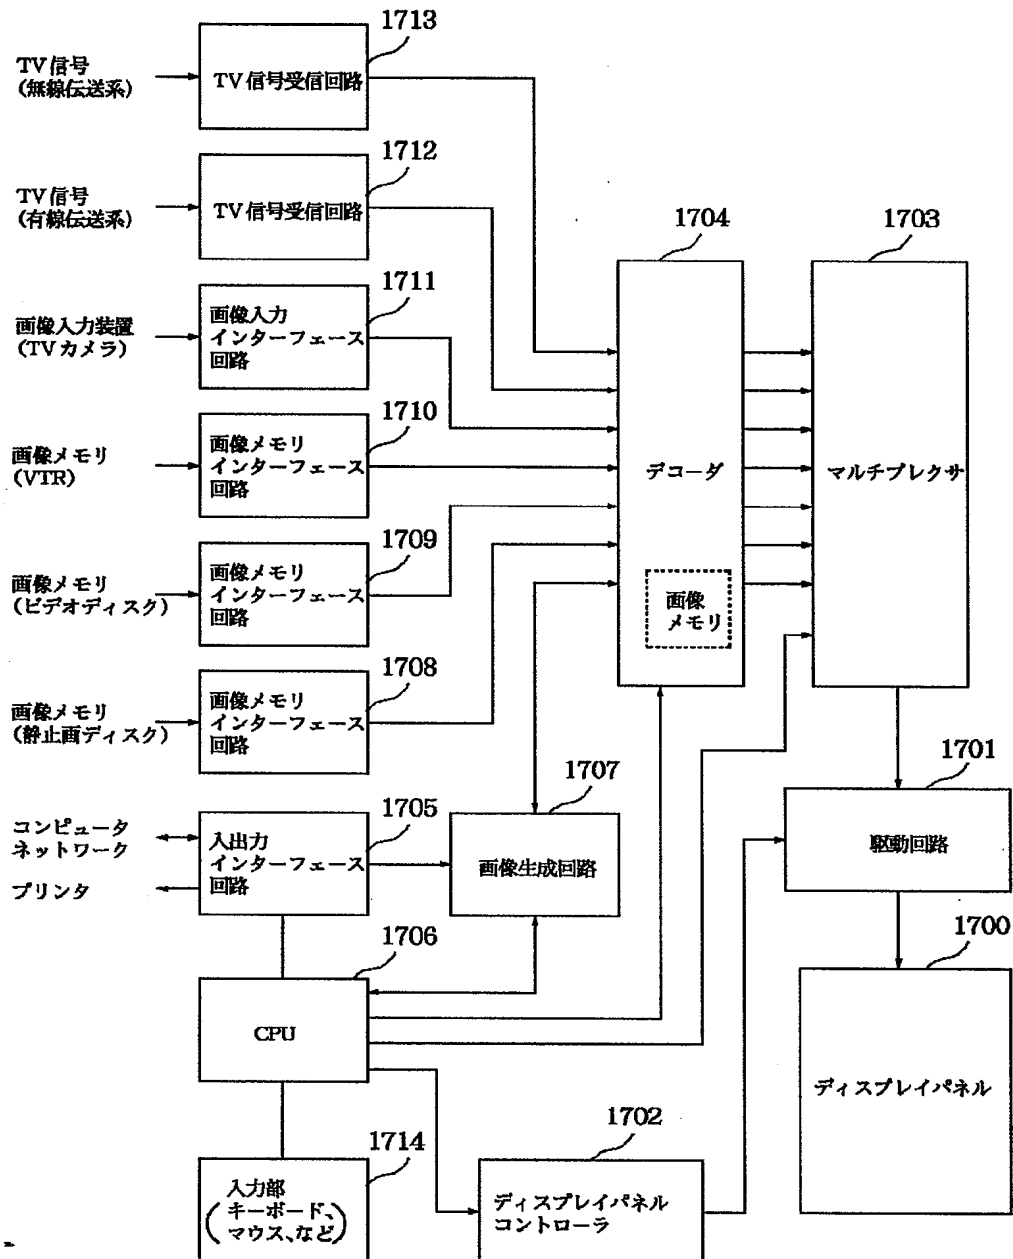 1713
TV信号
(無線伝送系)
TV信号受信回路
1712
TV信号
(有線伝送系)
TV信号受信回路
1704
1703
1711
画像入力装置
(TVカメラ)
画像入力
インターフェース
回路
1710
画像メモリ
(VTR)
画像メモリ
インターフェース
回路
デコーダ
マルチプレクサ
1709
画像メモリ
(ビデオディスク)
画像メモリ
インターフェース
回路
画像
メモリ
1708
画像メモリ
(静止画ディスク)
画像メモリ
インターフェース
回路
1707
1701
1705
コンピュータ
ネットワーク
プリンタ
入出力
インターフェース
回路
画像生成回路
駆動回路
1706
1700
CPU
ディスプレイパネル
1702
1714
入力部
(キーボード、
マウス、など)
ディスプレイパネル
コントローラ